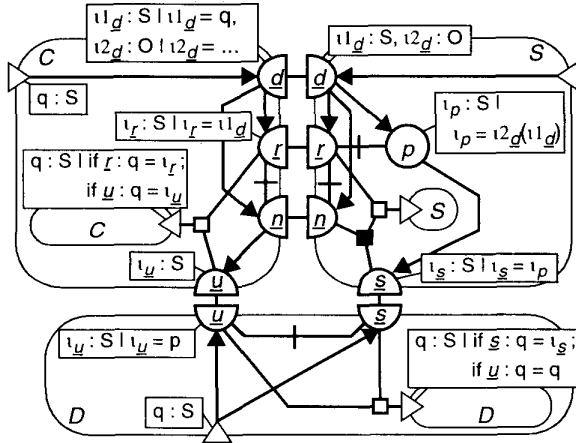 ι1d : S | ι1d = q,
ι2d : O | ι2d = ...
ι1d : S, ι2d : O
C
S
d
d
q : S
ιr : S | ιr = ι1d
ιp : S |
ιp = ι2d(ι1d)
r
r
p
q : S | if r : q = ιr;
if u : q = ιu
C
n
n
S
ιu : S
ιs : S | ιs = ιp
u
s
u
s
ιu : S | ιu = p
q : S | if s : q = ιs;
if u : q = q
q : S
D
D